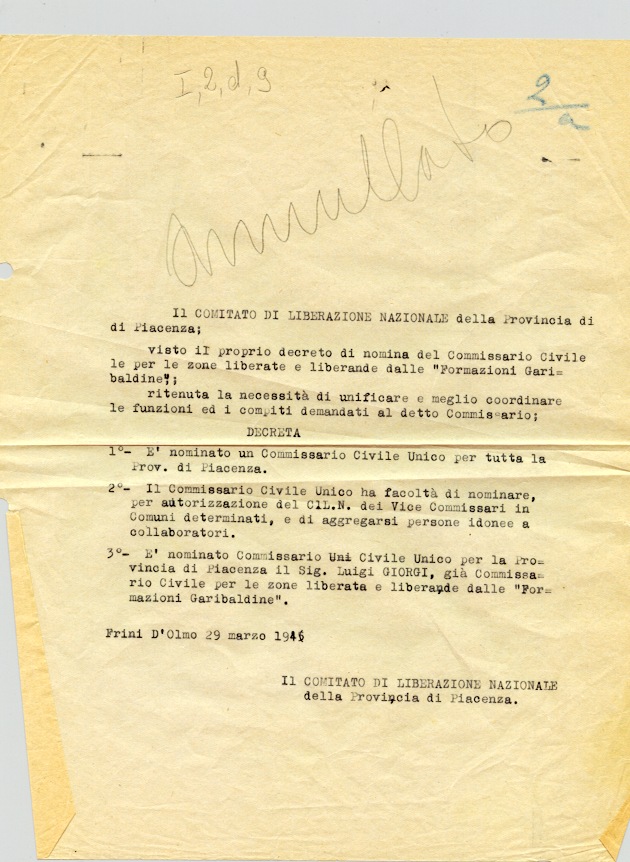 I, 2, d, 9
2/a
annullato
Il COMITATO DI LIBERAZIONE NAZIONALE della Provincia di
di Piacenza;
visto il proprio decreto di nomina del Commissario Civile
le per le zone liberate e liberande dalle "Formazioni Gari=
baldine";
ritenuta la necessità di unificare e meglio coordinare
le funzioni ed i compiti demandati al detto Commissario;
DECRETA
1°- E' nominato un Commissario Civile Unico per tutta la
Prov. di Piacenza.
2°- Il Commissario Civile Unico ha facoltà di nominare,
per autorizzazione del C.L.N. dei Vice Commissari in
Comuni determinati, e di aggregarsi persone idonee a
collaboratori.
3°- E' nominato Commissario Uni Civile Unico per la Pro=
vincia di Piacenza il Sig. Luigi GIORGI, già Commissa=
rio Civile per le zone liberata e liberande dalle "For=
mazioni Garibaldine".
Frini D'Olmo 29 marzo
Il COMITATO DI LIBERAZIONE NAZIONALE
della Provincia di Piacenza.